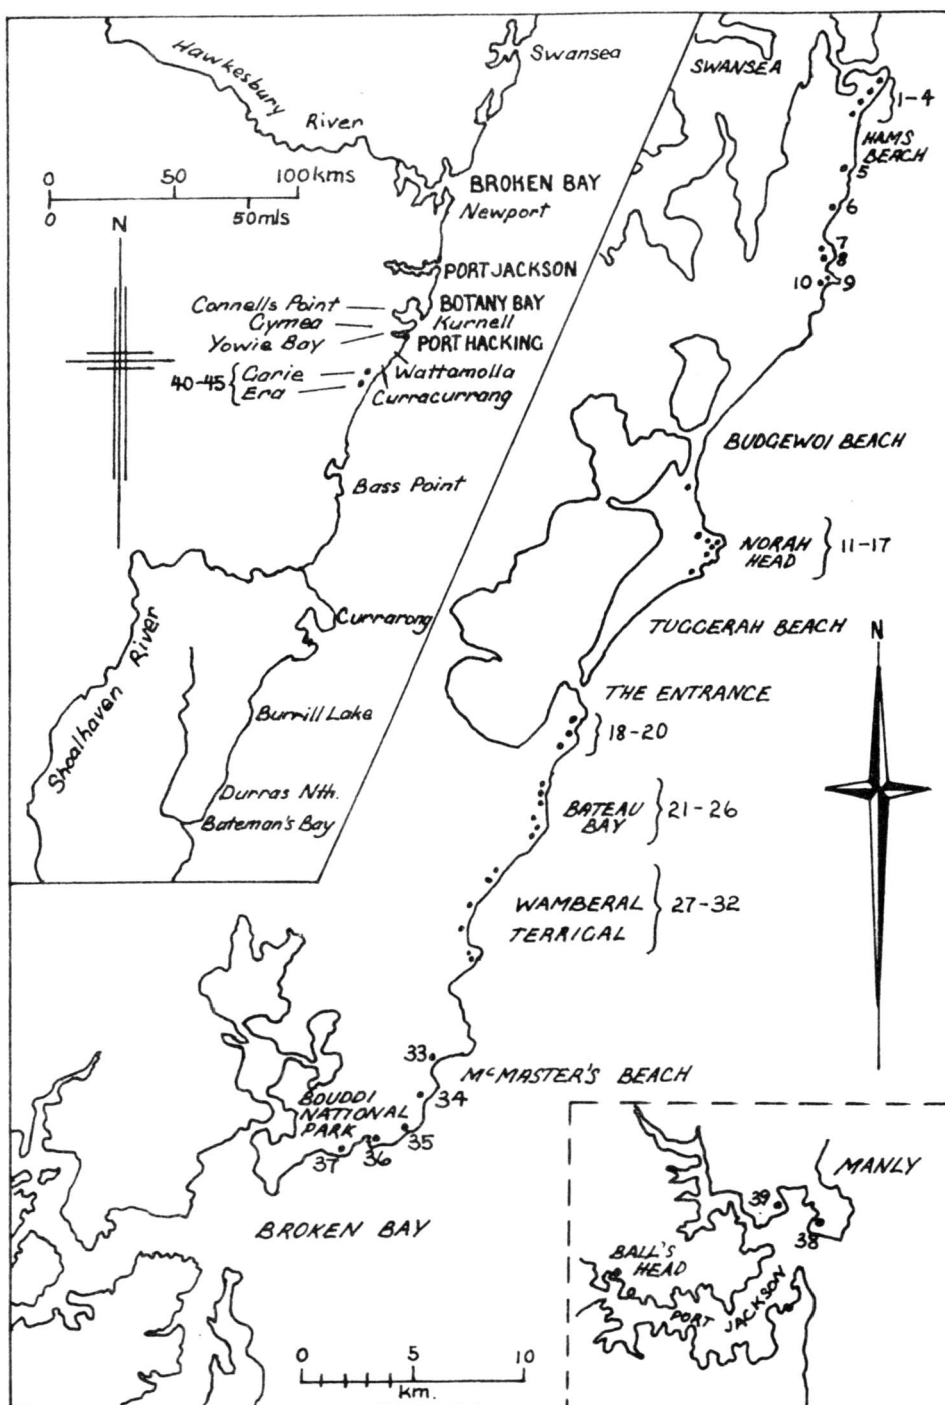 Hawkesbury
River
Swansea
0 50 100 kms
0 50 mls
N
BROKEN BAY
Newport
PORT JACKSON
Connells Point
BOTANY BAY
Gymea
Kurnell
Yowie Bay
PORT HACKING
40-45 { Garie
Era
Wattamolla
Curracurrang
Bass Point
Currarong
Shoalhaven River
Burrill Lake
Durras Nth.
Bateman's Bay
SWANSEA
1-4
HAMS
BEACH
5
6
7
8
10 9
BUDGEWOI BEACH
NORAH
HEAD
} 11-17
TUGGERAH BEACH
N
THE ENTRANCE
} 18-20
BATEAU
BAY
} 21-26
WAMBERAL
TERRIGAL
} 27-32
33
McMASTER'S BEACH
34
BOUDDI
NATIONAL
PARK
35
36
37
BROKEN BAY
0 5 10
km.
MANLY
39
38
BALL'S
HEAD
PORT JACKSON